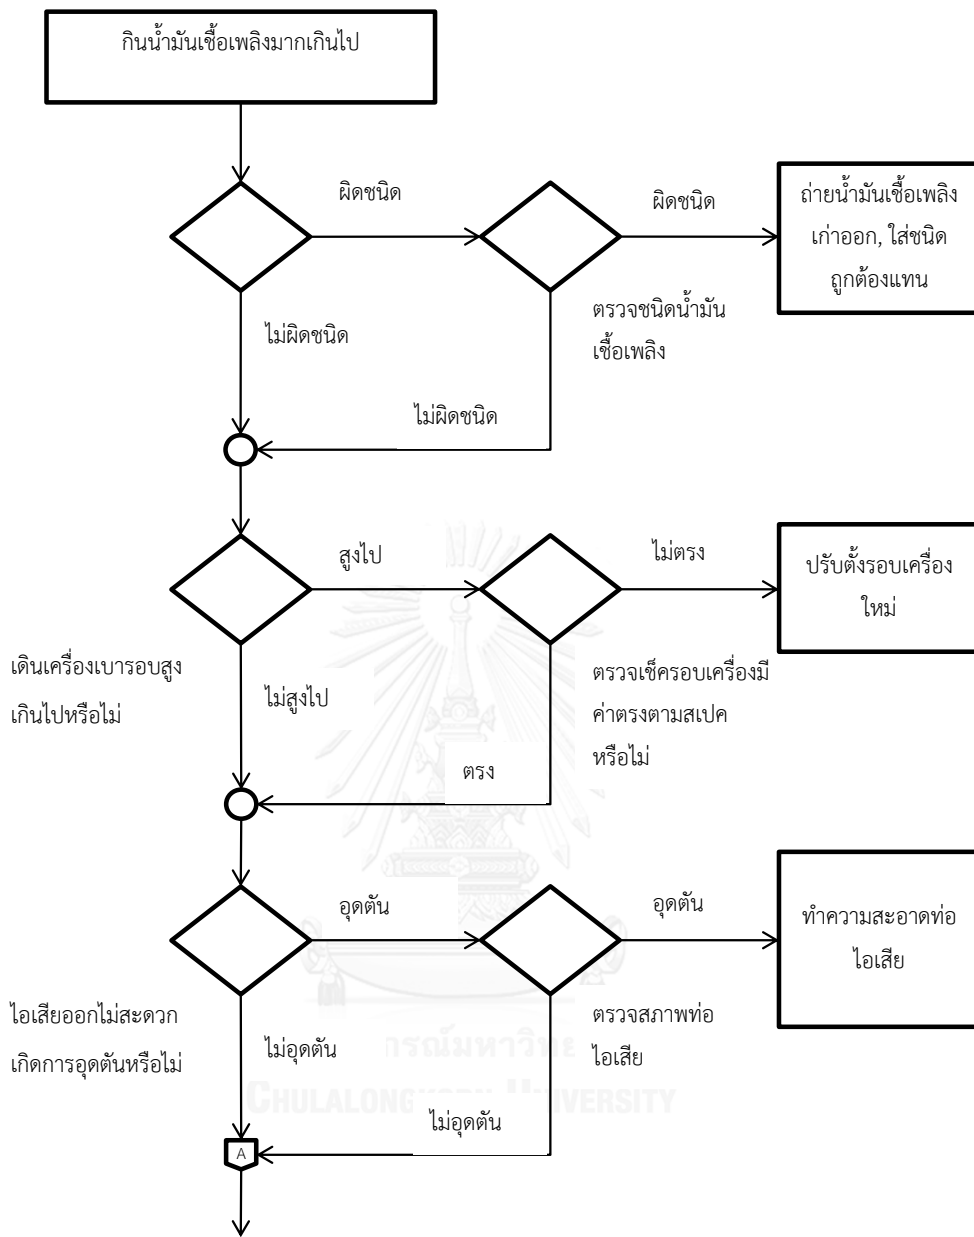 กินน้ำมันเชื้อเพลิงมากเกินไป
ผิดชนิด
ผิดชนิด
ถ่ายน้ำมันเชื้อเพลิง
เก่าออก, ใส่ชนิด
ถูกต้องแทน
ไม่ผิดชนิด
ตรวจชนิดน้ำมัน
เชื้อเพลิง
ไม่ผิดชนิด
สูงไป
ไม่ตรง
ปรับตั้งรอบเครื่อง
ใหม่
เดินเครื่องเบารอบสูง
เกินไปหรือไม่
ไม่สูงไป
ตรวจเช็ครอบเครื่องมี
ค่าตรงตามสเปค
หรือไม่
ตรง
อุดตัน
อุดตัน
ทำความสะอาดท่อ
ไอเสีย
ไอเสียออกไม่สะดวก
เกิดการอุดตันหรือไม่
ไม่อุดตัน
ตรวจสภาพท่อ
ไอเสีย
ไม่อุดตัน
A